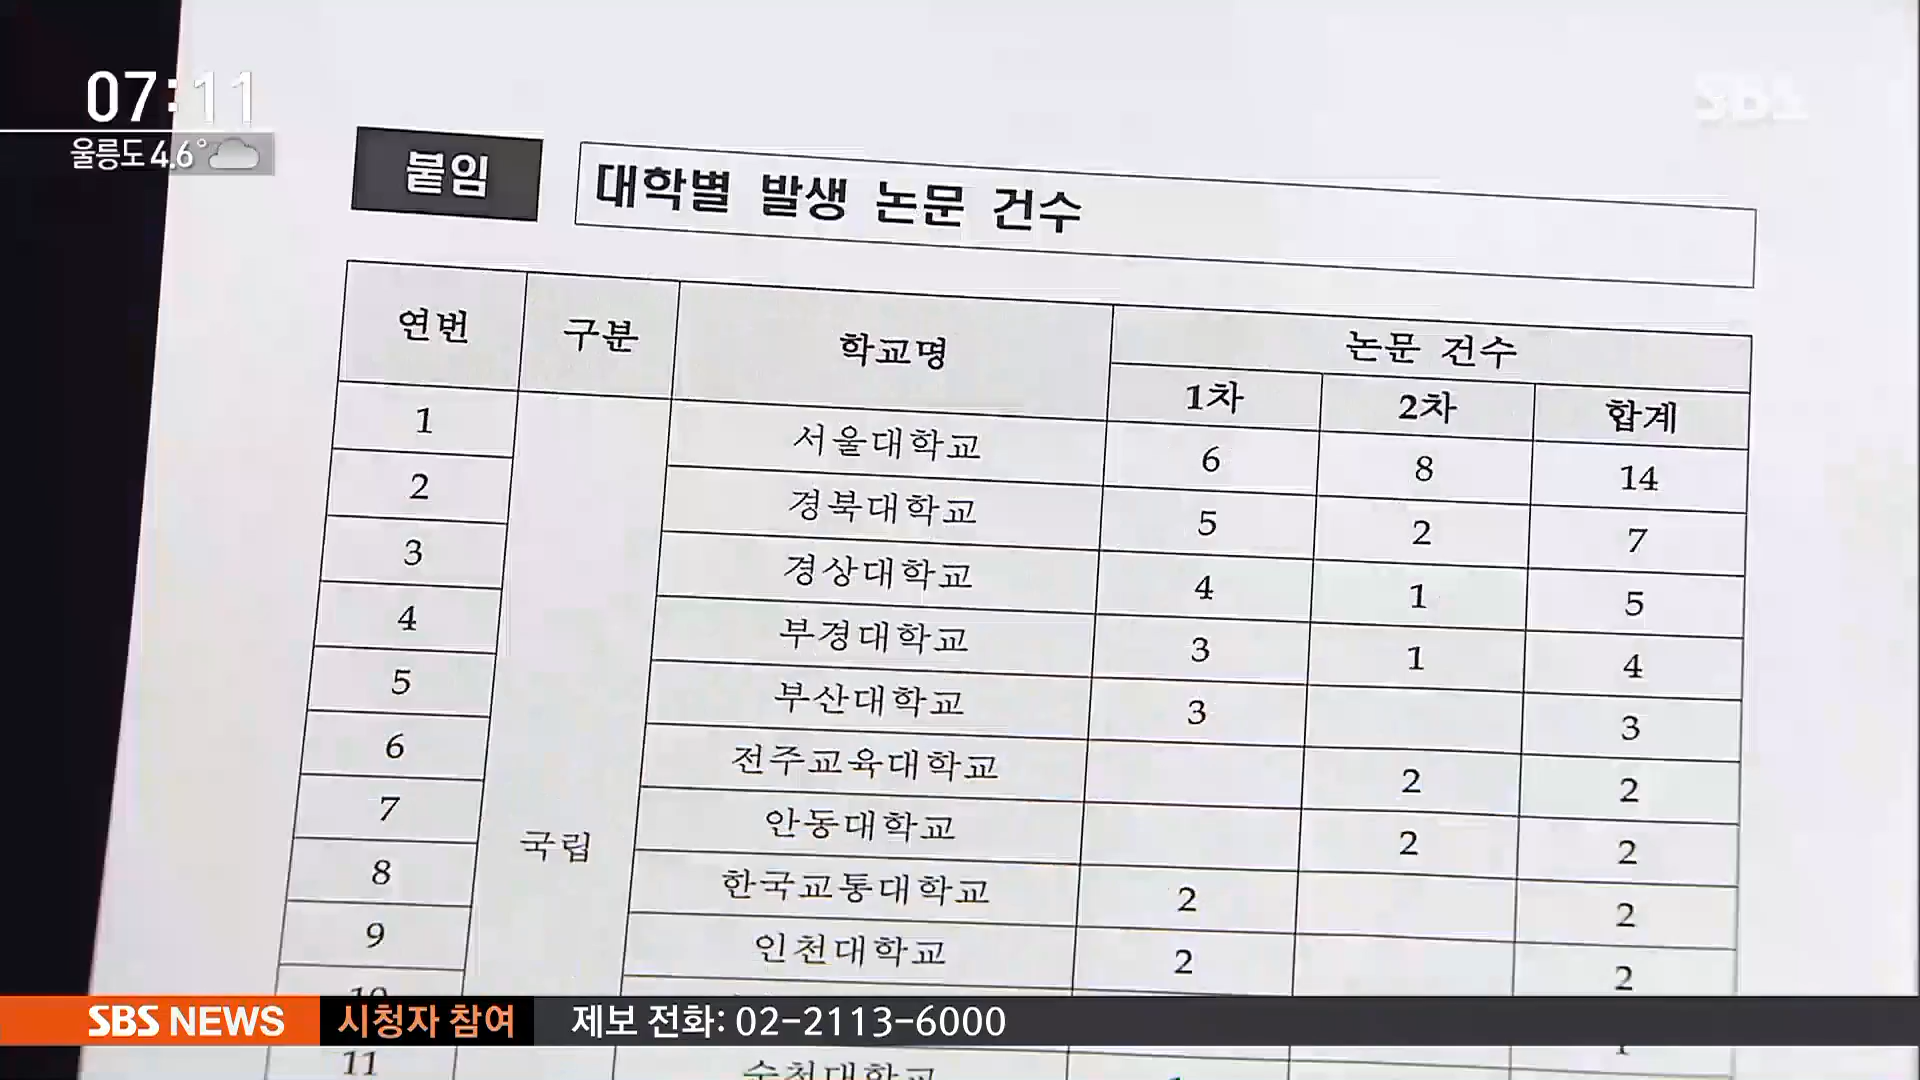 07:11
SBS
울릉도 4.6°
붙임 대학별 발생 논문 건수
연번 구분 학교명 논문 건수
1차 2차 합계
1 서울대학교 6 8 14
2 경북대학교 5 2 7
3 경상대학교 4 1 5
4 부경대학교 3 1 4
5 부산대학교 3 3
6 전주교육대학교 2 2
7 안동대학교 2 2
국립
8 한국교통대학교 2 2
9 인천대학교 2 2
10
SBS NEWS 시청자 참여 제보 전화: 02-2113-6000
11 순천대학교